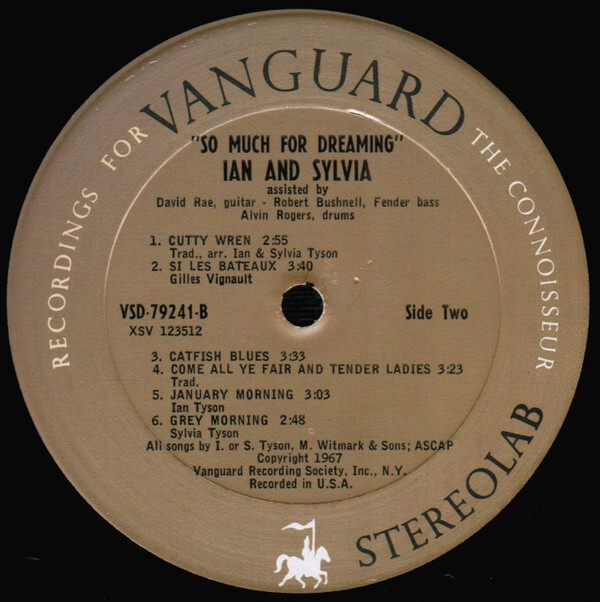 RECORDINGS FOR VANGUARD THE CONNOISSEUR
"SO MUCH FOR DREAMING"
IAN AND SYLVIA
assisted by
David Rae, guitar - Robert Bushnell, Fender bass
Alvin Rogers, drums
1. CUTTY WREN 2:55
Trad., arr. Ian & Sylvia Tyson
2. SI LES BATEAUX 3:40
Gilles Vignault
VSD-79241-B
Side Two
XSV 123512
3. CATFISH BLUES 3:33
4. COME ALL YE FAIR AND TENDER LADIES 3:23
Trad.
5. JANUARY MORNING 3:03
Ian Tyson
6. GREY MORNING 2:48
Sylvia Tyson
All songs by I. or S. Tyson, M. Witmark & Sons; ASCAP
Copyright 1967
Vanguard Recording Society, Inc., N.Y.
Recorded in U.S.A.
STEREOLAB